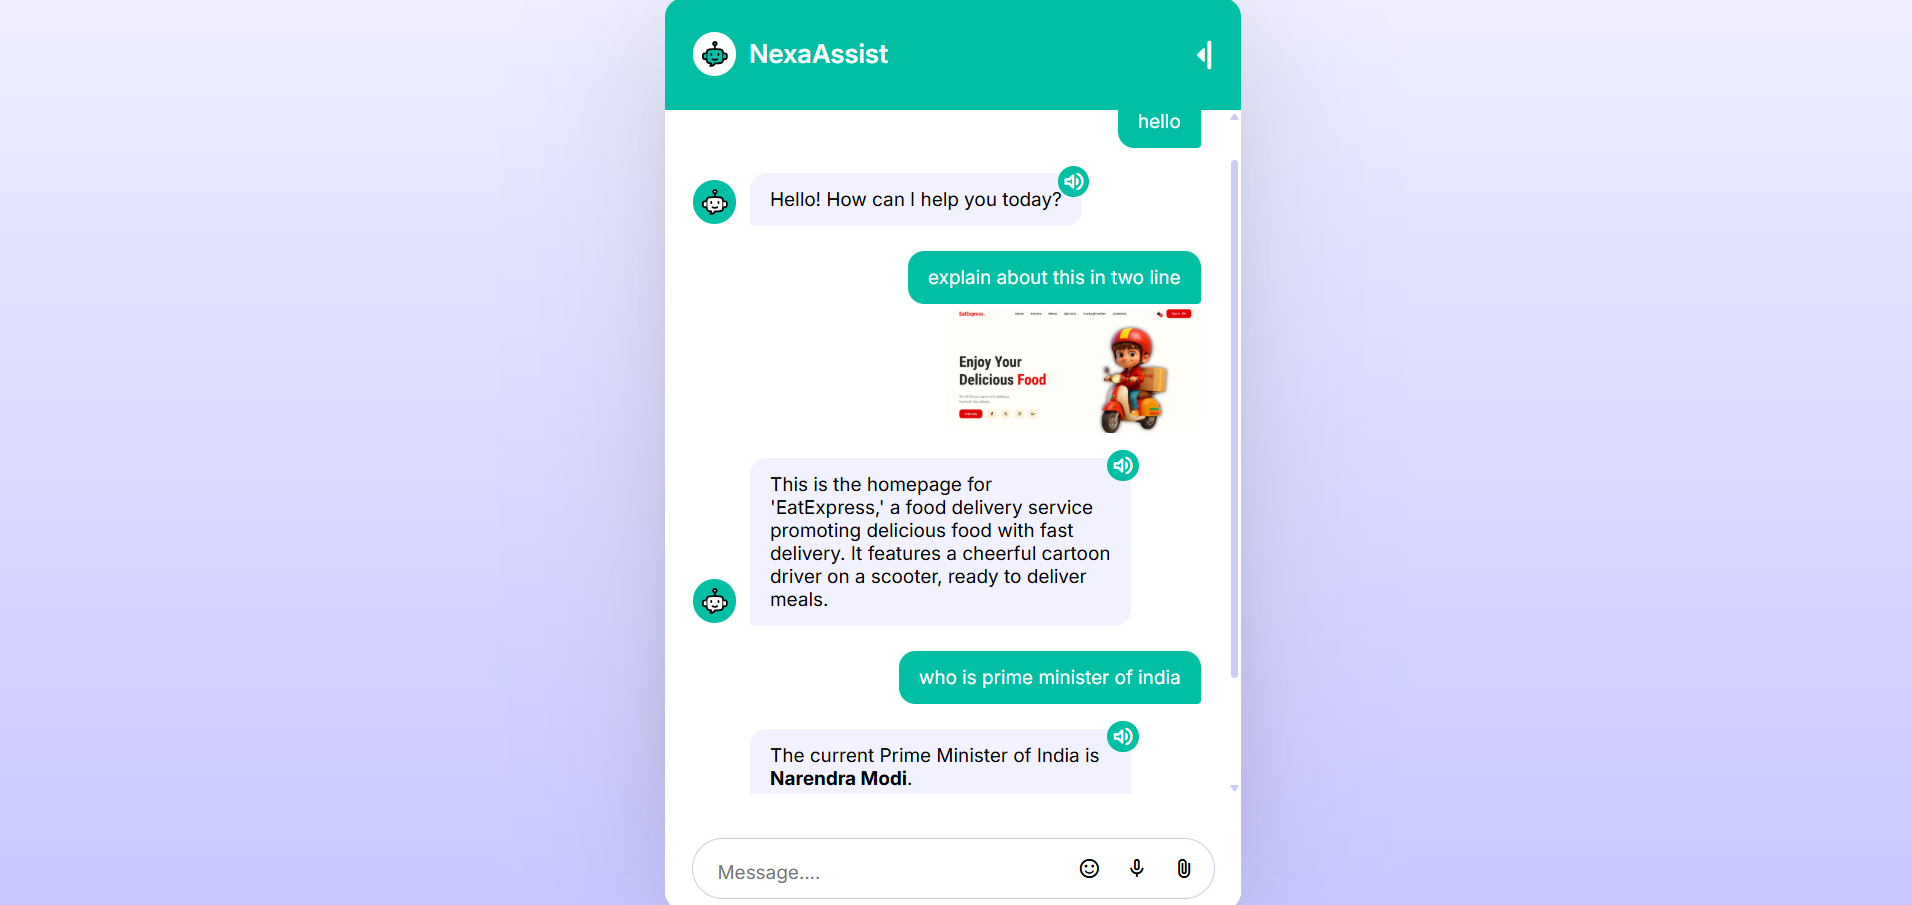 NexaAssist
hello
Hello! How can I help you today?
explain about this in two line
EatExpress.
Enjoy Your
Delicious Food
This is the homepage for
'EatExpress,' a food delivery service
promoting delicious food with fast
delivery. It features a cheerful cartoon
driver on a scooter, ready to deliver
meals.
who is prime minister of india
The current Prime Minister of India is
Narendra Modi.
Message....